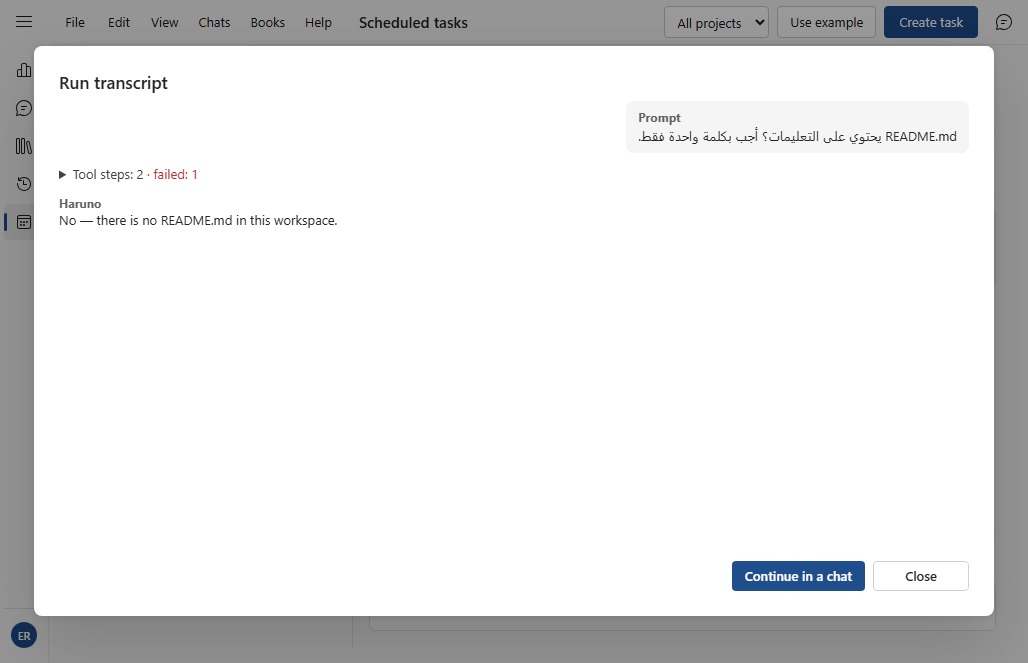 File Edit View Chats Books Help Scheduled tasks All projects Use example Create task
Run transcript
Prompt
README.md يحتوي على التعليمات؟ أجب بكلمة واحدة فقط.
Tool steps: 2 · failed: 1
Haruno
No — there is no README.md in this workspace.
Continue in a chat Close
ER